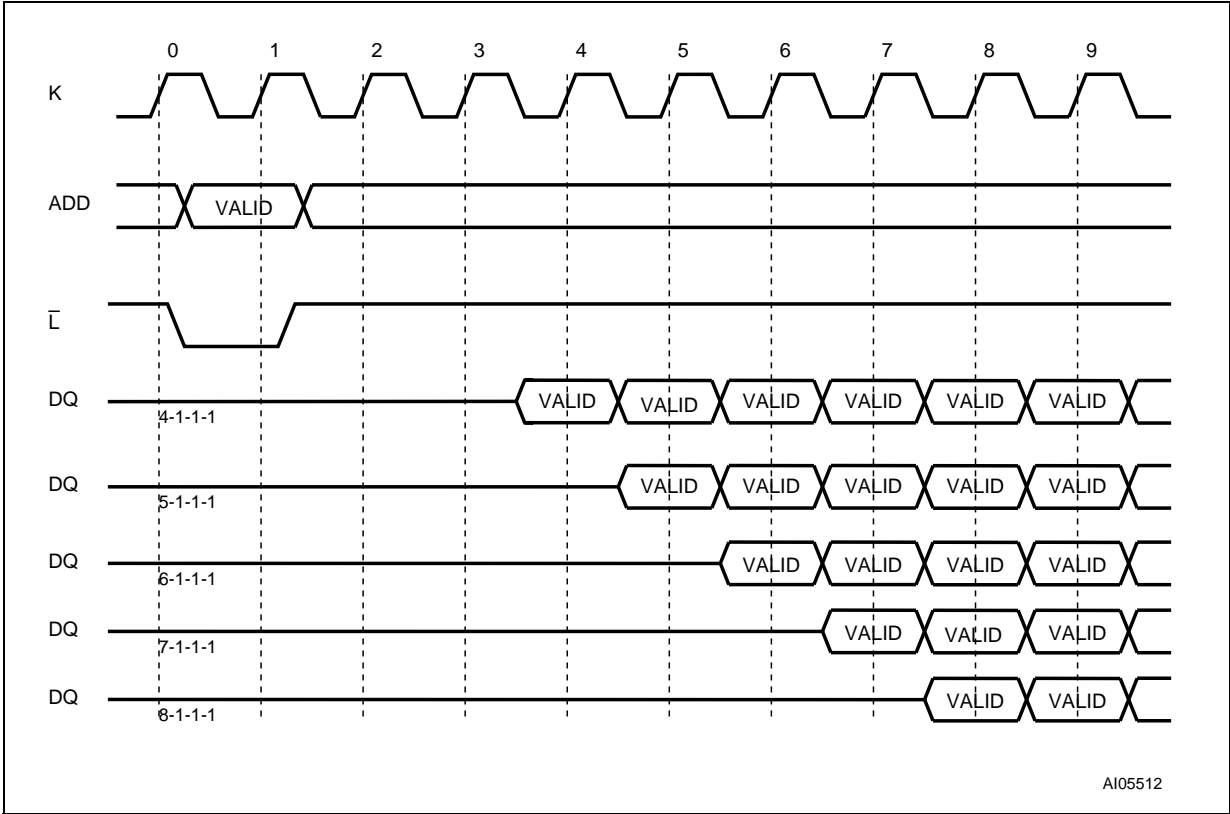 0 1 2 3 4 5 6 7 8 9
K
ADD VALID
L̅
DQ 4-1-1-1 VALID VALID VALID VALID VALID VALID
DQ 5-1-1-1 VALID VALID VALID VALID VALID
DQ 6-1-1-1 VALID VALID VALID VALID
DQ 7-1-1-1 VALID VALID VALID
DQ 8-1-1-1 VALID VALID
AI05512